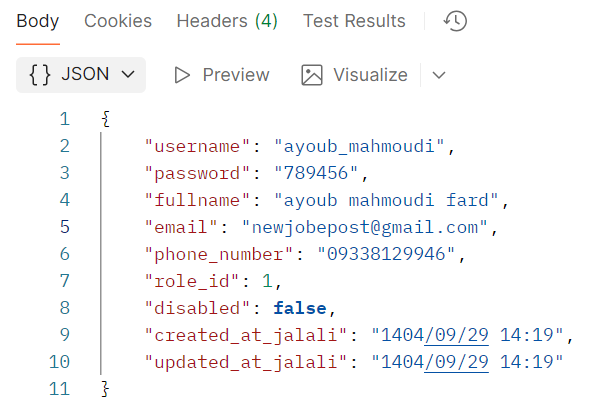 Body Cookies Headers (4) Test Results
{} JSON Preview Visualize
1 {
2 "username": "ayoub_mahmoudi",
3 "password": "789456",
4 "fullname": "ayoub mahmoudi fard",
5 "email": "newjobepost@gmail.com",
6 "phone_number": "09338129946",
7 "role_id": 1,
8 "disabled": false,
9 "created_at_jalali": "1404/09/29 14:19",
10 "updated_at_jalali": "1404/09/29 14:19"
11 }